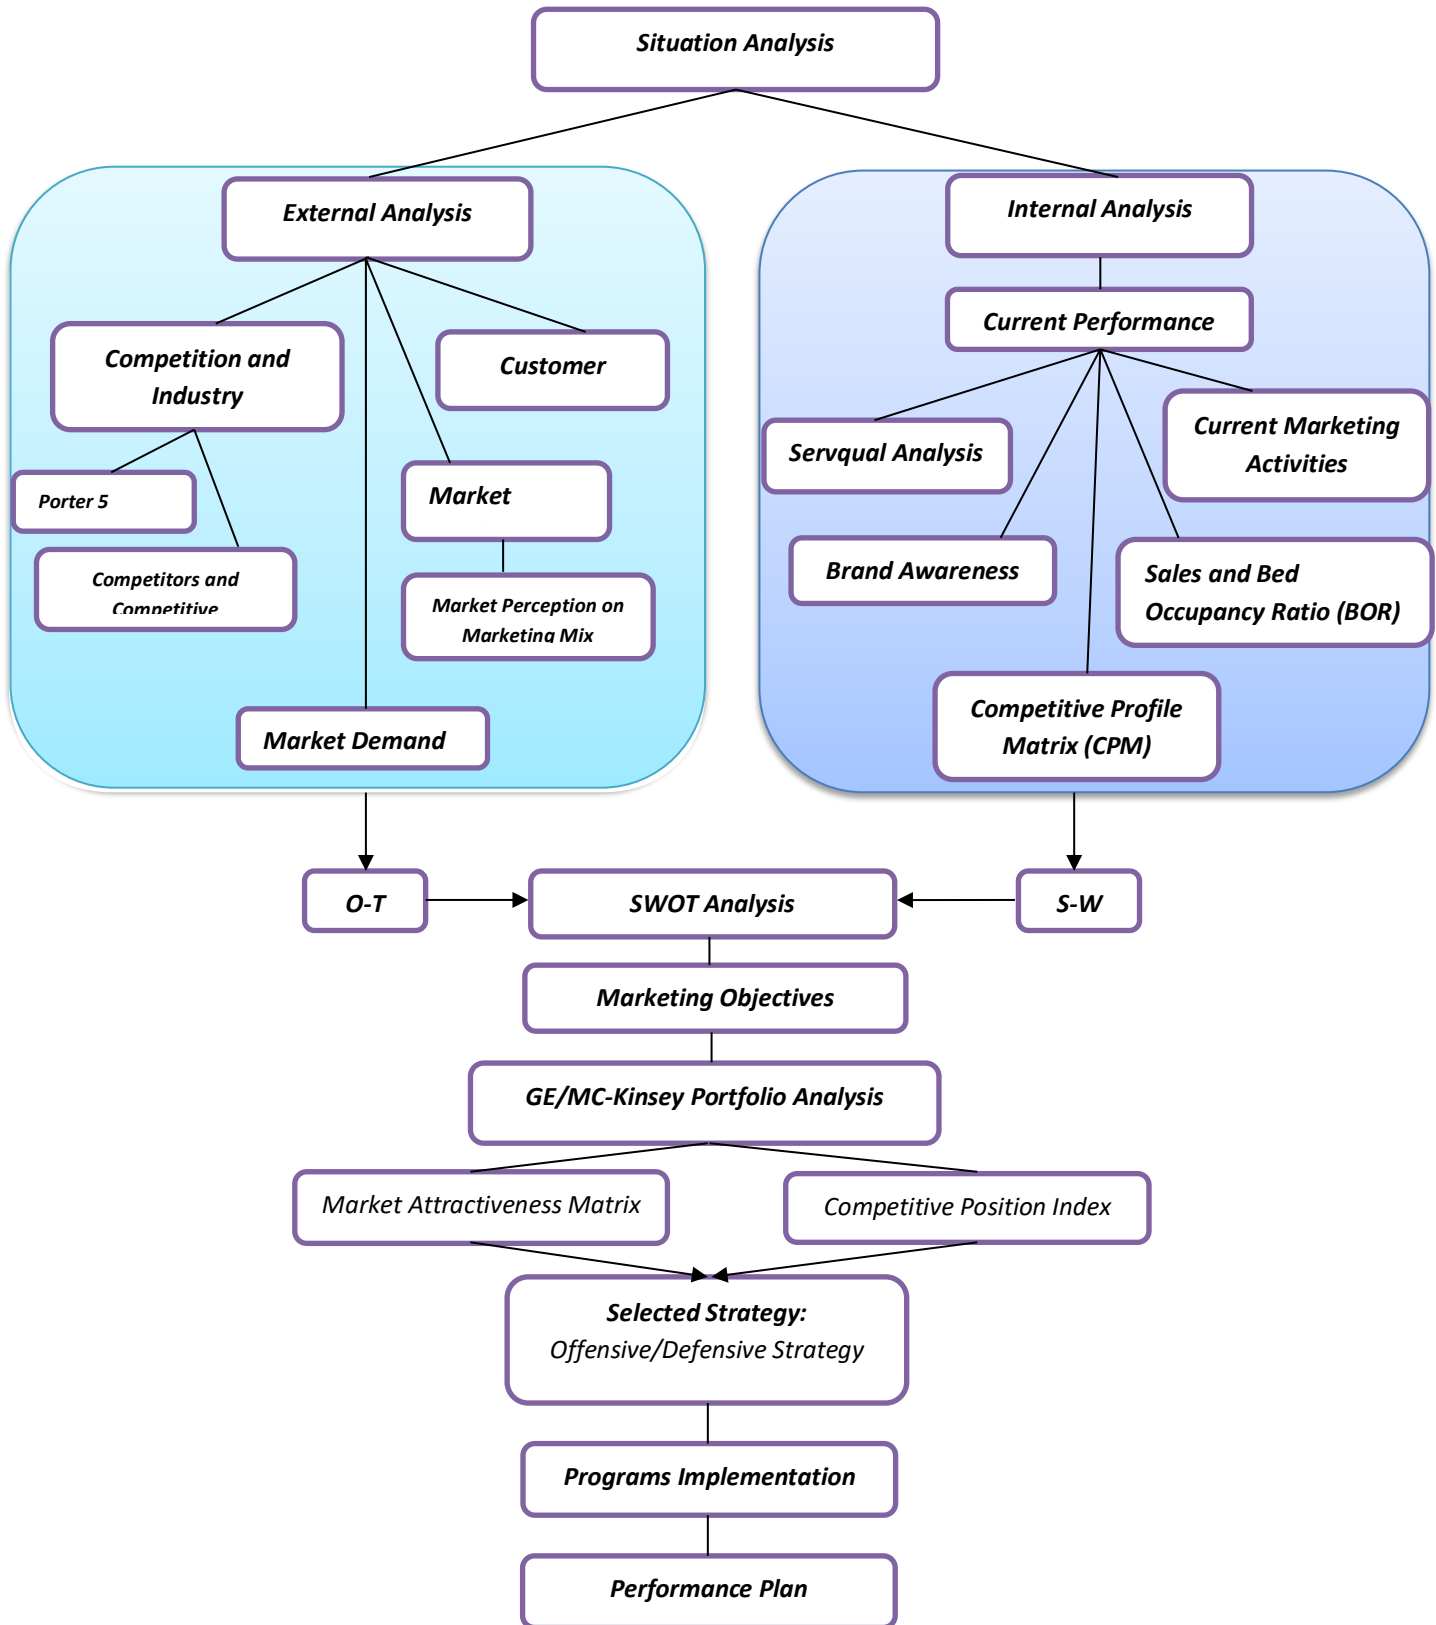 Situation Analysis
External Analysis
Internal Analysis
Current Performance
Competition and
Industry
Customer
Servqual Analysis
Current Marketing
Activities
Porter 5
Market
Competitors and
Competitive
Market Perception on
Marketing Mix
Brand Awareness
Sales and Bed
Occupancy Ratio (BOR)
Market Demand
Competitive Profile
Matrix (CPM)
O-T
SWOT Analysis
S-W
Marketing Objectives
GE/MC-Kinsey Portfolio Analysis
Market Attractiveness Matrix
Competitive Position Index
Selected Strategy:
Offensive/Defensive Strategy
Programs Implementation
Performance Plan